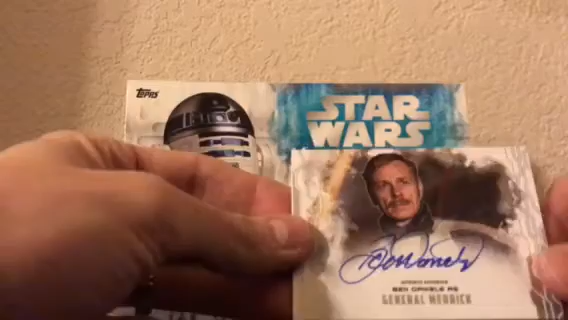 Topps
STAR
WARS
BEN DANIELS AS
GENERAL MERRICK